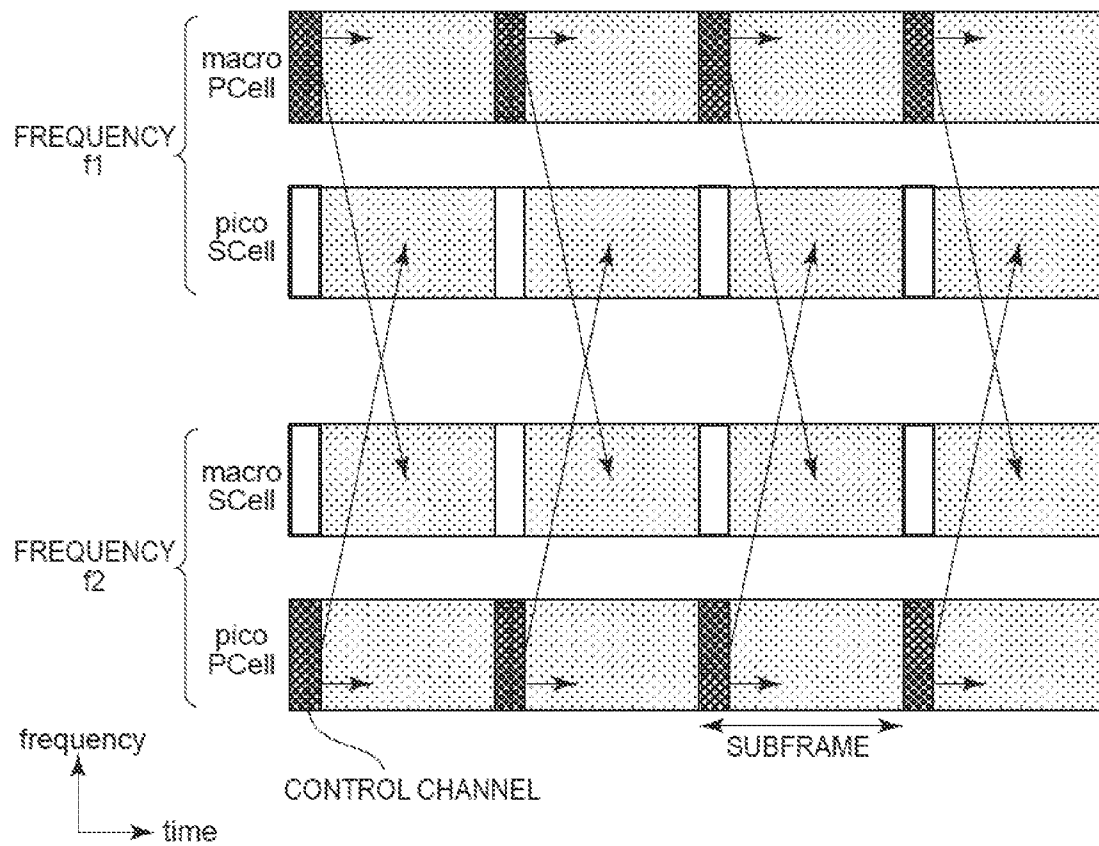 macro
PCell
FREQUENCY
f1
pico
SCell
macro
SCell
FREQUENCY
f2
pico
PCell
frequency
SUBFRAME
CONTROL CHANNEL
time